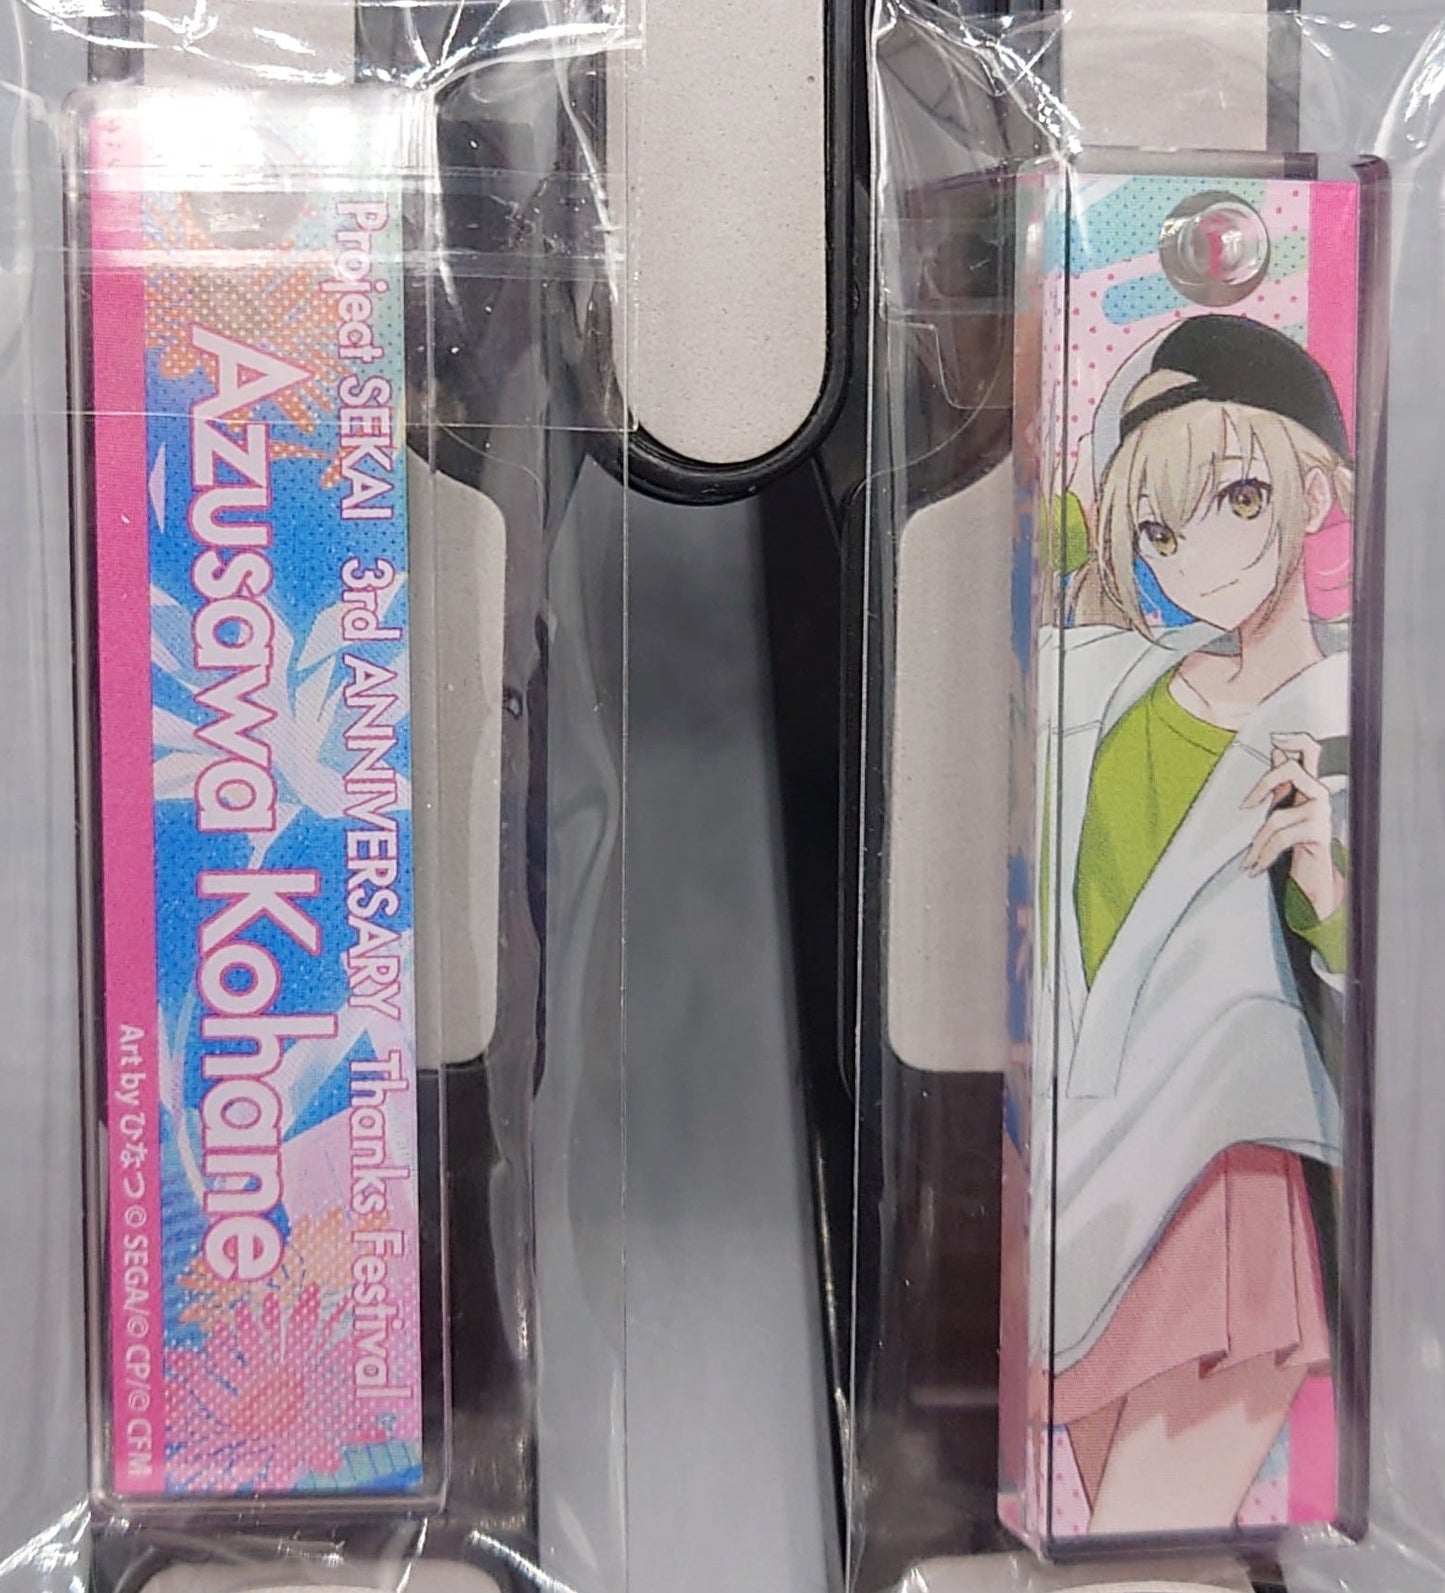 Project SEKAI 3rd ANNIVERSARY Thanks Festival
Azusawa Kohane
Art by ひなつ © SEGA/© CP/© CFM